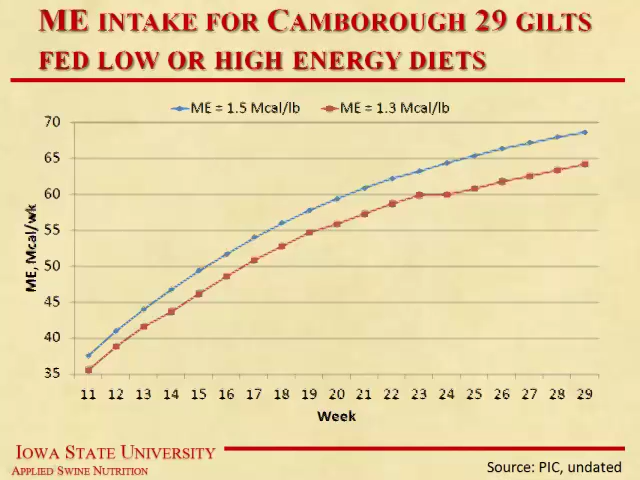 ME INTAKE FOR CAMBOROUGH 29 GILTS
FED LOW OR HIGH ENERGY DIETS
ME = 1.5 Mcal/lb ME = 1.3 Mcal/lb
70
65
60
55
50
45
40
35
ME, Mcal/wk
11 12 13 14 15 16 17 18 19 20 21 22 23 24 25 26 27 28 29
Week
IOWA STATE UNIVERSITY
APPLIED SWINE NUTRITION
Source: PIC, undated